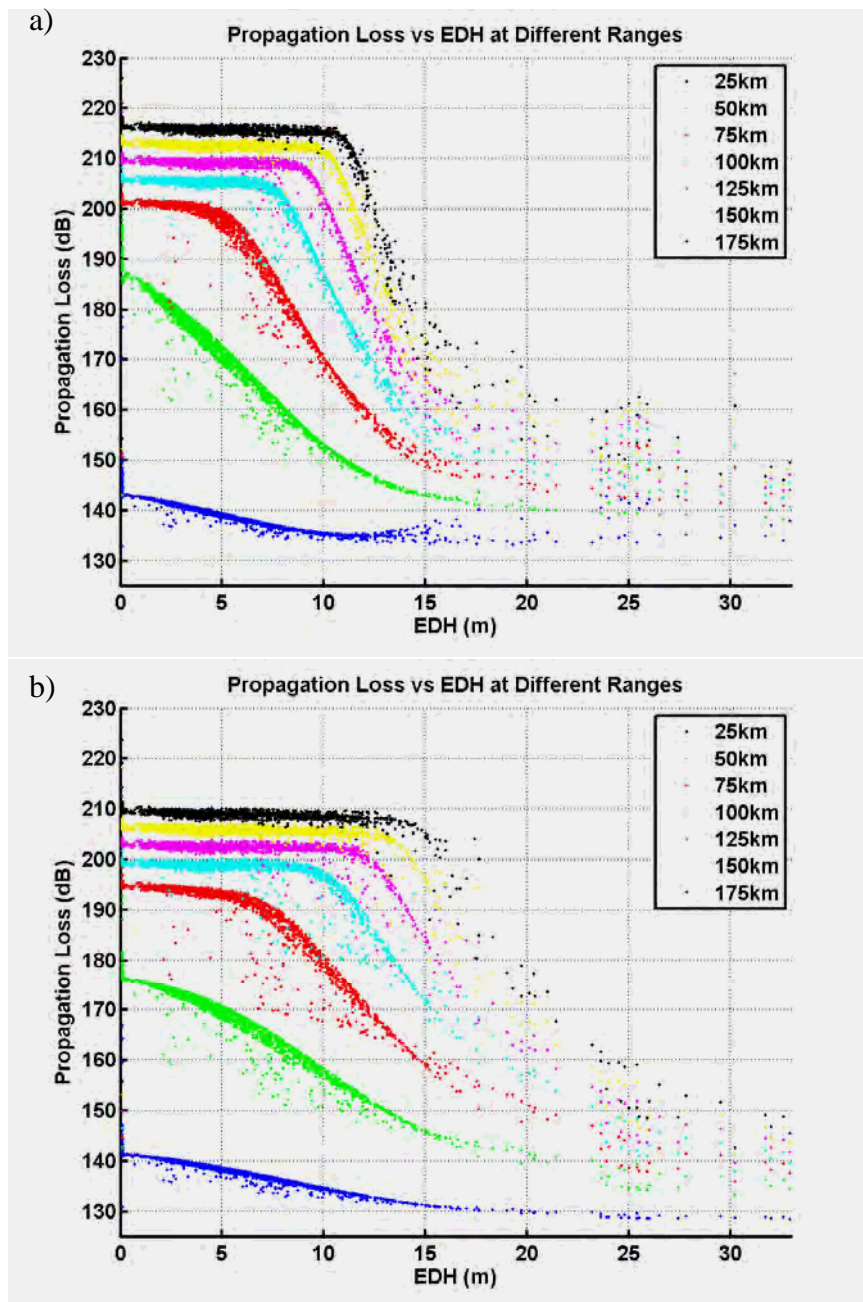 a)
Propagation Loss vs EDH at Different Ranges
230
220
210
200
190
180
170
160
150
140
130
Propagation Loss (dB)
25km
50km
75km
100km
125km
150km
175km
0 5 10 15 20 25 30
EDH (m)
b)
Propagation Loss vs EDH at Different Ranges
230
220
210
200
190
180
170
160
150
140
130
Propagation Loss (dB)
25km
50km
75km
100km
125km
150km
175km
0 5 10 15 20 25 30
EDH (m)